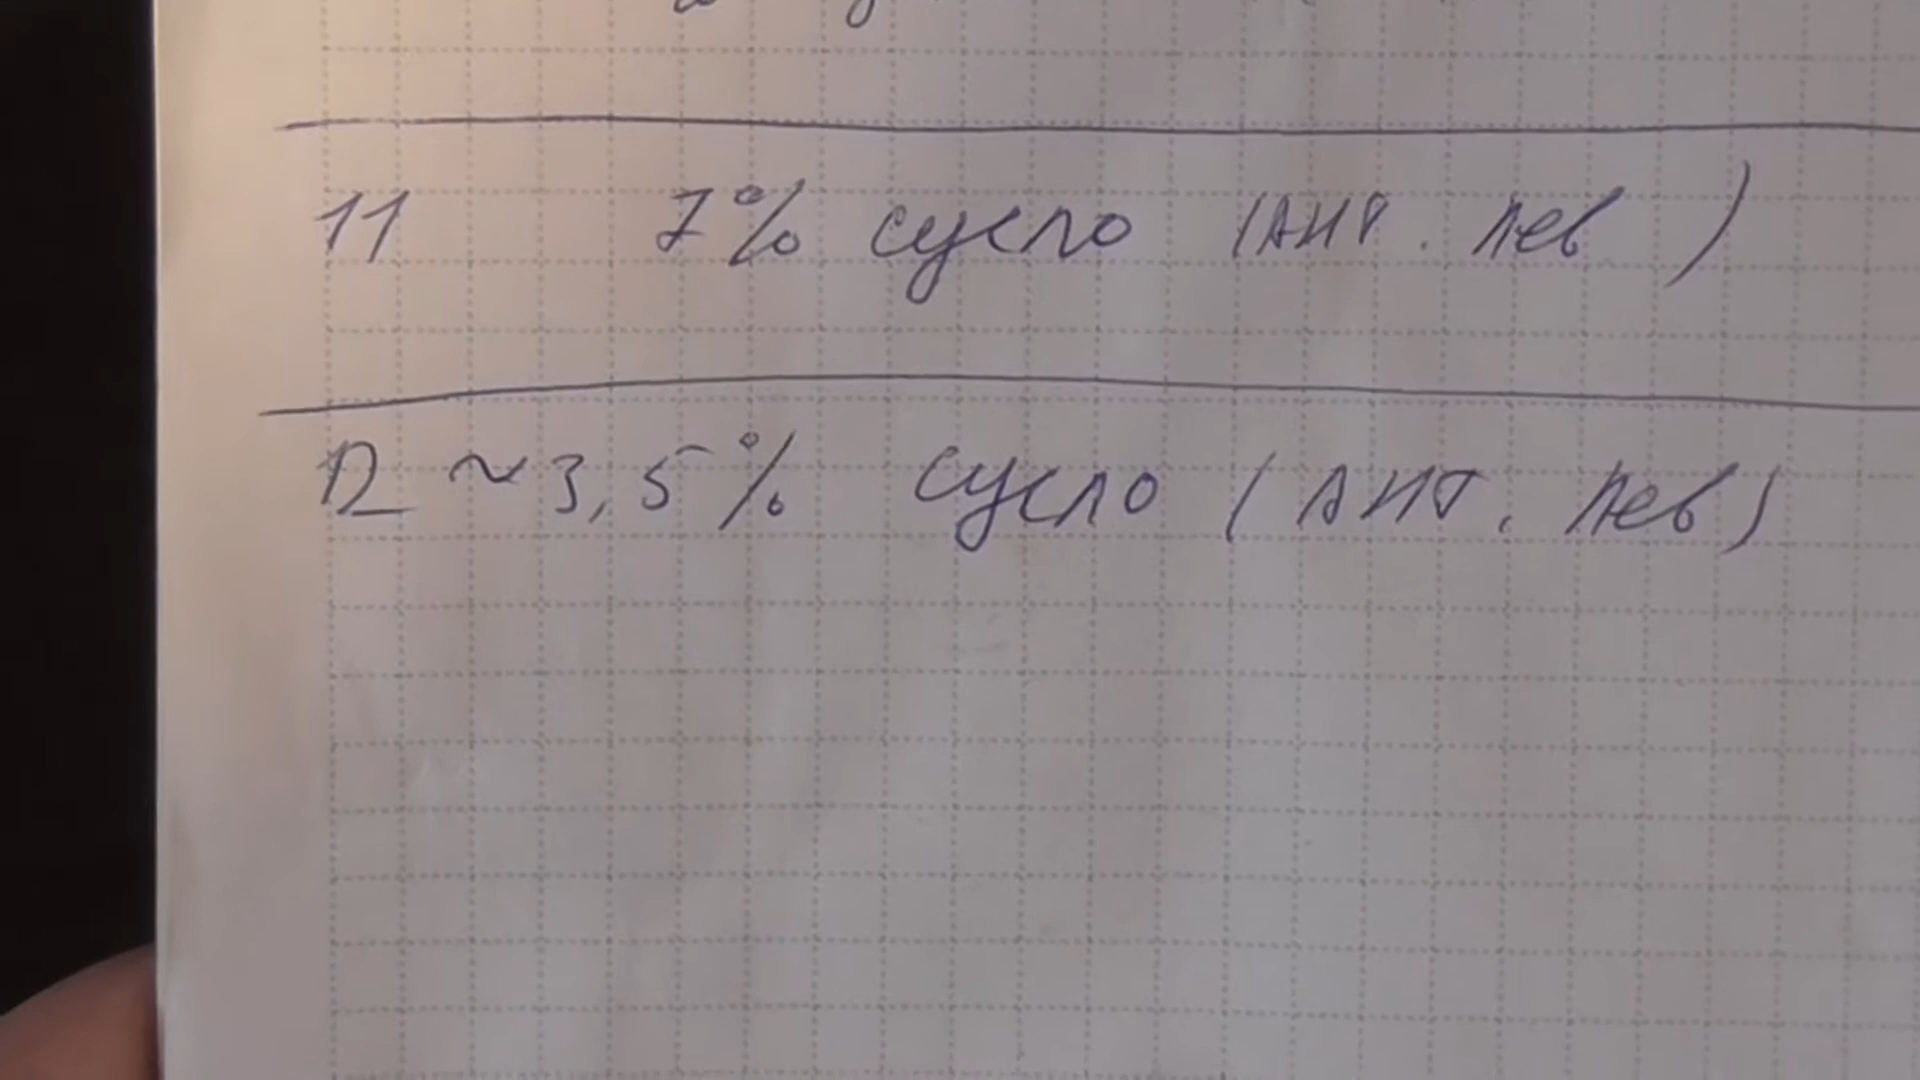 11 7% сусло (АНТ. лев)
12 ~3,5% сусло (АНТ. лев)